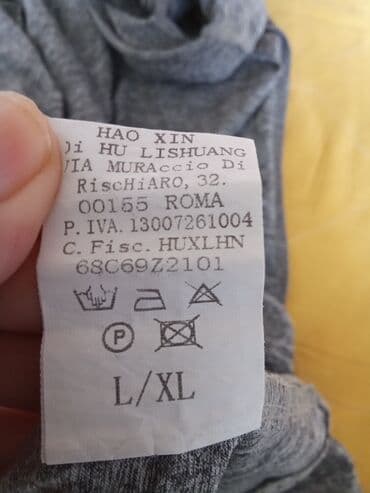 HAO XIN
Di HU LISHUANG
VIA MURAccio Di
RiscHiARO, 32.
00155 ROMA
P. IVA. 13007261004
C. Fisc. HUXLHN
68C69Z2101
P
L/XL